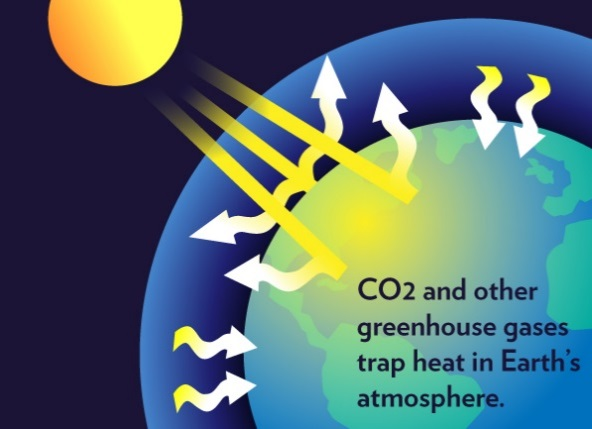 CO2 and other
greenhouse gases
trap heat in Earth's
atmosphere.